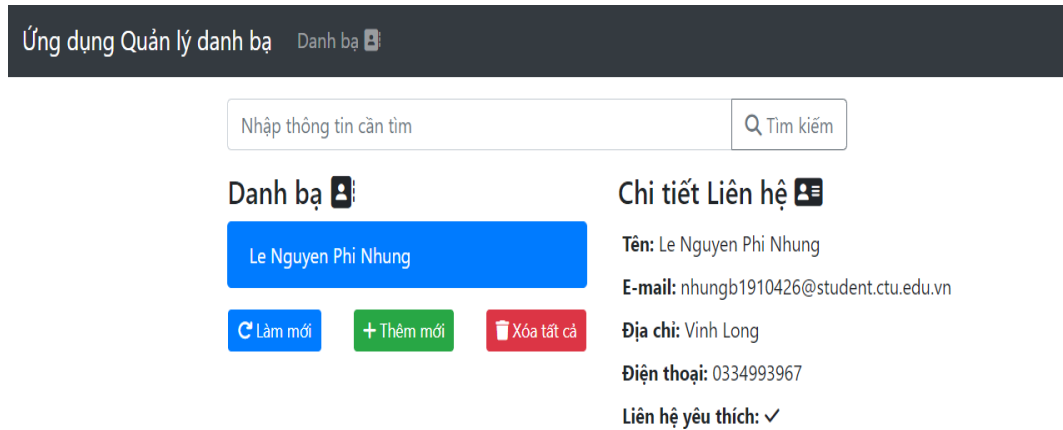 Ứng dụng Quản lý danh bạ Danh bạ
Nhập thông tin cần tìm Tìm kiếm
Danh bạ
Le Nguyen Phi Nhung
Làm mới Thêm mới Xóa tất cả
Chi tiết Liên hệ
Tên: Le Nguyen Phi Nhung
E-mail: nhungb1910426@student.ctu.edu.vn
Địa chỉ: Vinh Long
Điện thoại: 0334993967
Liên hệ yêu thích: ✓